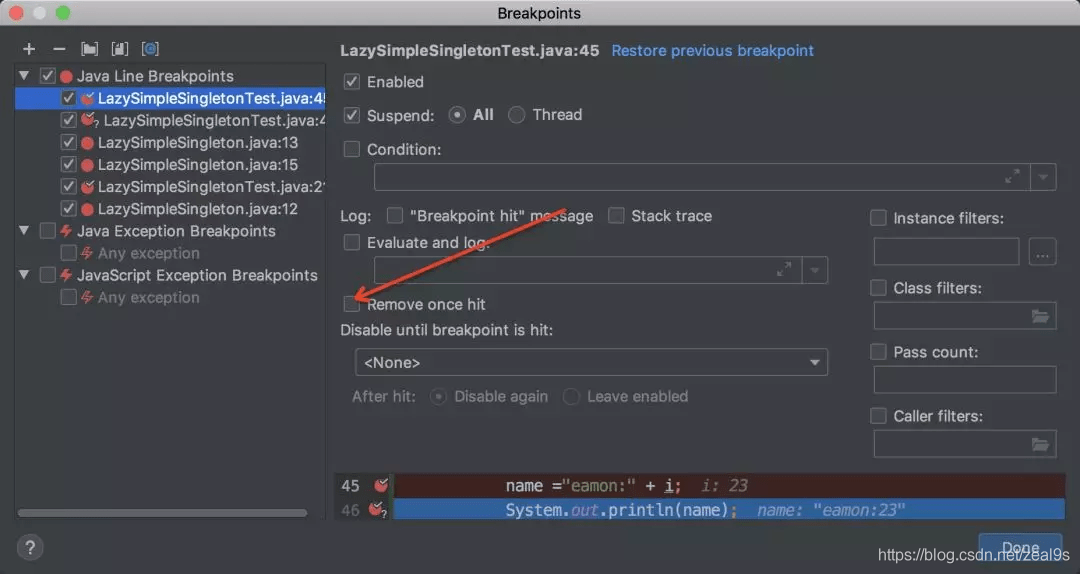 Breakpoints
Java Line Breakpoints
LazySimpleSingletonTest.java:45
LazySimpleSingletonTest.java:4
LazySimpleSingleton.java:13
LazySimpleSingleton.java:15
LazySimpleSingletonTest.java:21
LazySimpleSingleton.java:12
Java Exception Breakpoints
Any exception
JavaScript Exception Breakpoints
Any exception
LazySimpleSingletonTest.java:45 Restore previous breakpoint
Enabled
Suspend: All Thread
Condition:
Log: "Breakpoint hit" message Stack trace
Evaluate and log:
Remove once hit
Disable until breakpoint is hit:
<None>
After hit: Disable again Leave enabled
Instance filters:
...
Class filters:
Pass count:
Caller filters:
45 name ="eamon:" + i; i: 23
46 System.out.println(name); name: "eamon:23"
?
Done
https://blog.csdn.net/zeal9s